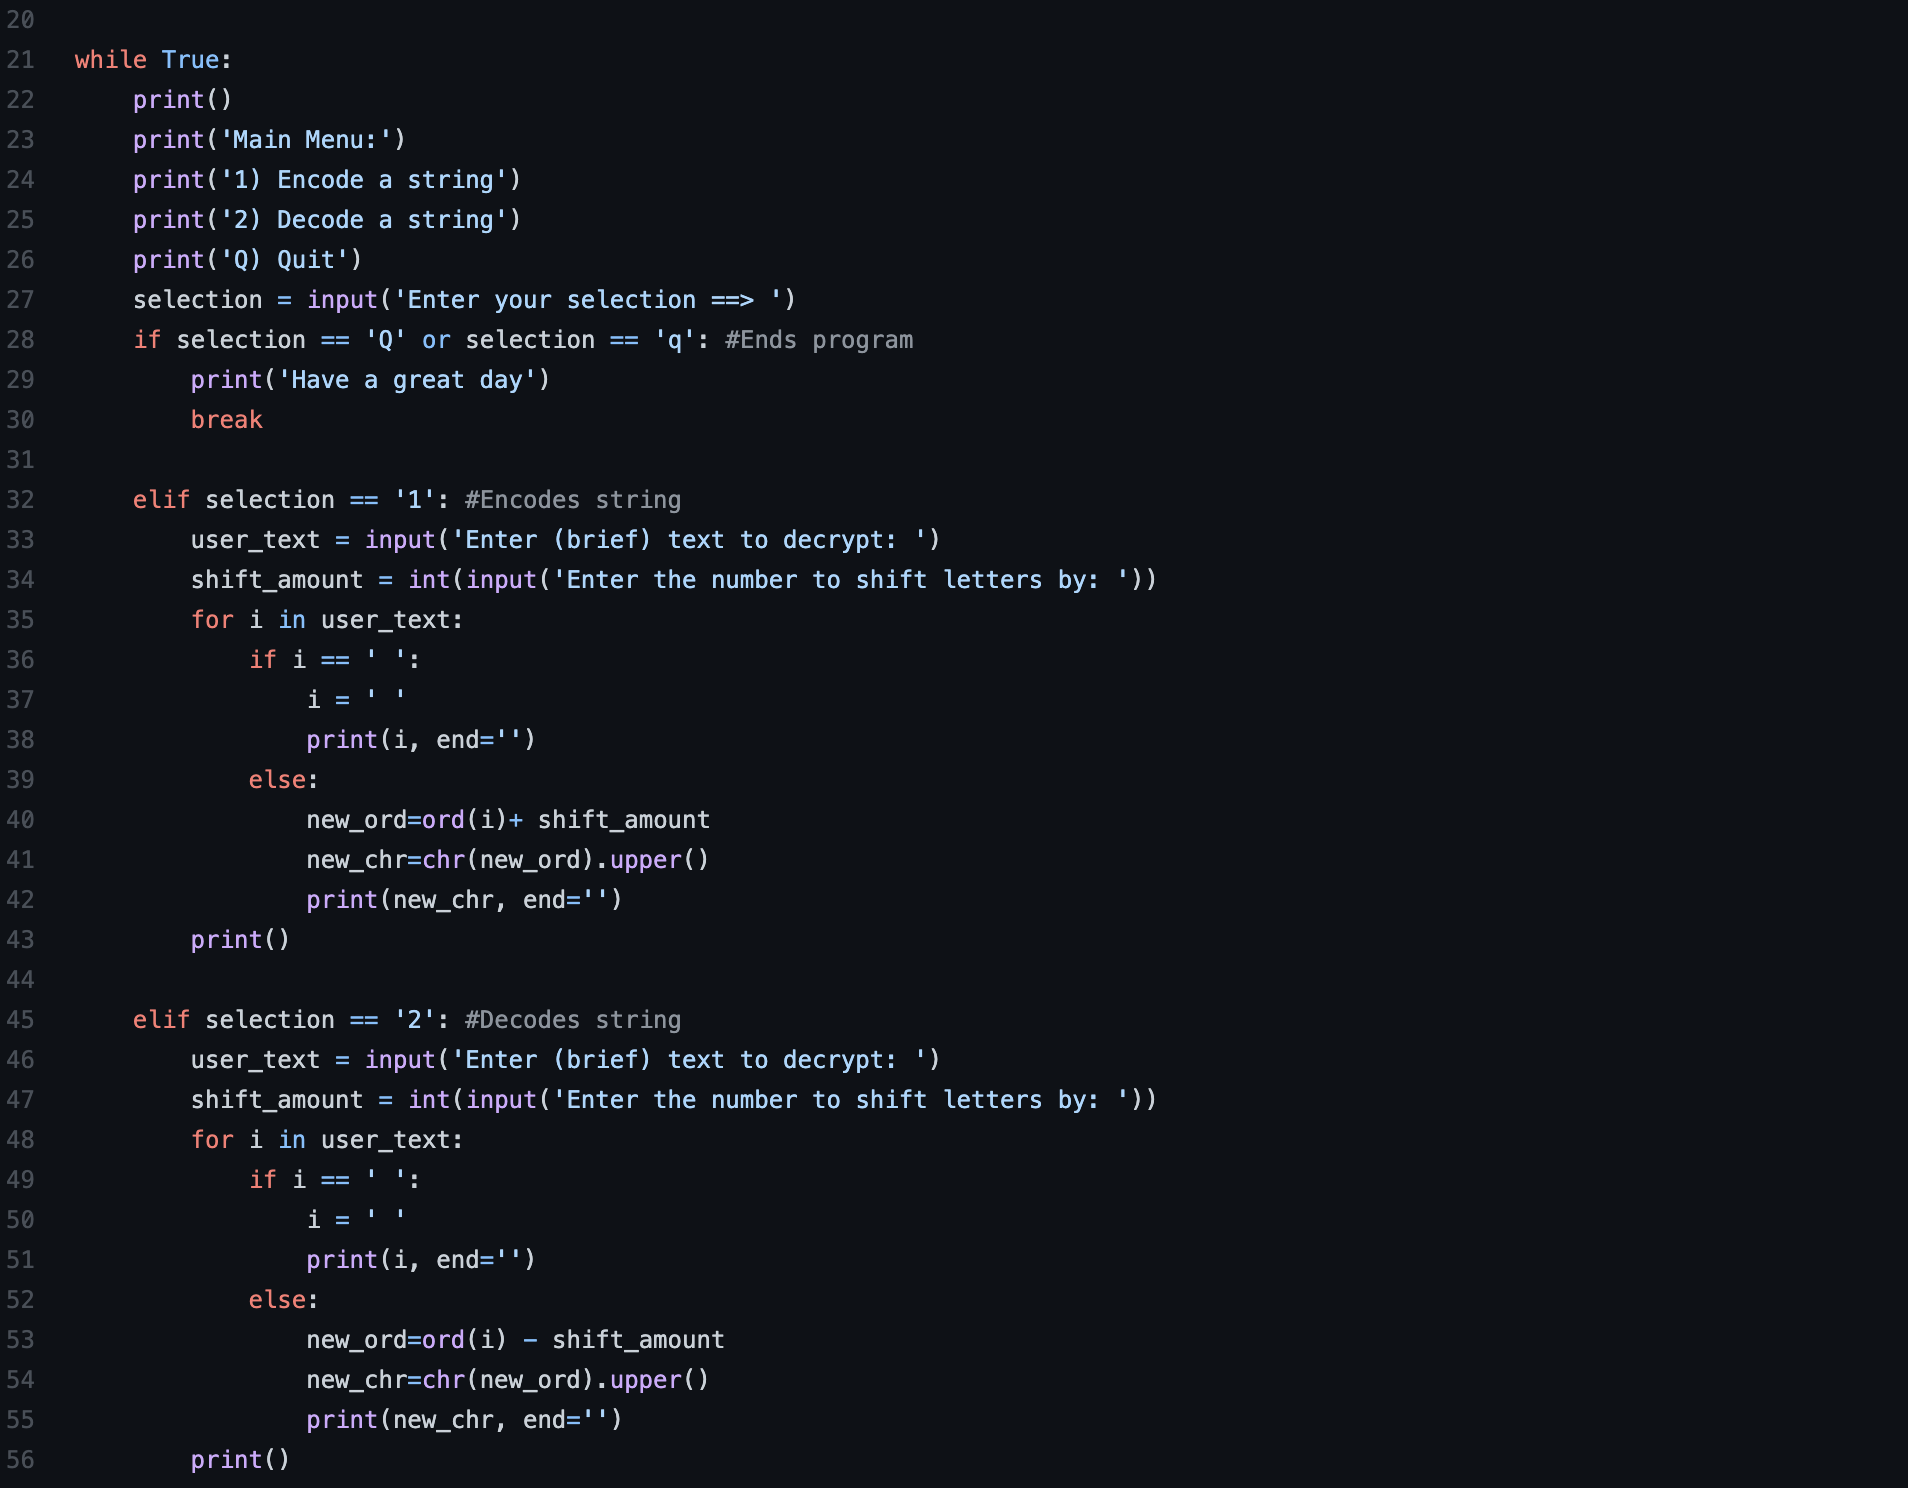 20
21 while True:
22     print()
23     print('Main Menu:')
24     print('1) Encode a string')
25     print('2) Decode a string')
26     print('Q) Quit')
27     selection = input('Enter your selection ==> ')
28     if selection == 'Q' or selection == 'q': #Ends program
29         print('Have a great day')
30         break
31
32     elif selection == '1': #Encodes string
33         user_text = input('Enter (brief) text to decrypt: ')
34         shift_amount = int(input('Enter the number to shift letters by: '))
35         for i in user_text:
36             if i == ' ':
37                 i = ' '
38                 print(i, end='')
39             else:
40                 new_ord=ord(i)+ shift_amount
41                 new_chr=chr(new_ord).upper()
42                 print(new_chr, end='')
43         print()
44
45     elif selection == '2': #Decodes string
46         user_text = input('Enter (brief) text to decrypt: ')
47         shift_amount = int(input('Enter the number to shift letters by: '))
48         for i in user_text:
49             if i == ' ':
50                 i = ' '
51                 print(i, end='')
52             else:
53                 new_ord=ord(i) - shift_amount
54                 new_chr=chr(new_ord).upper()
55                 print(new_chr, end='')
56         print()